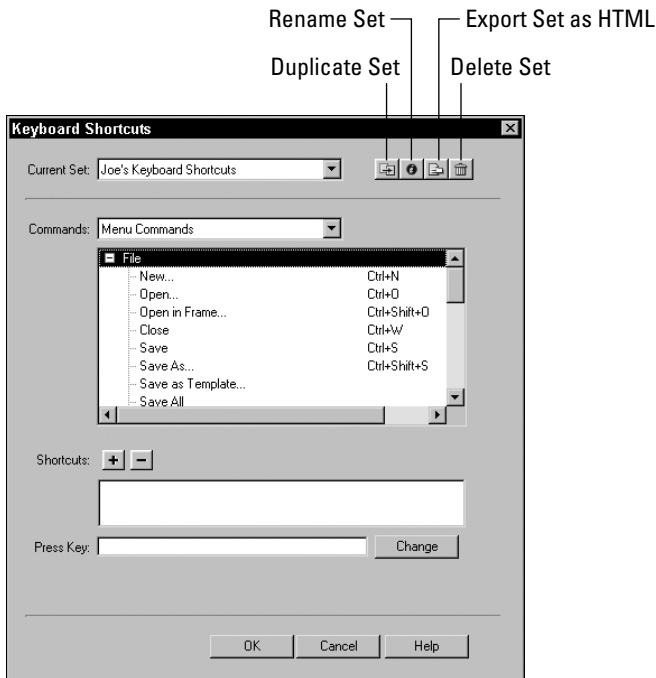 Rename Set
Export Set as HTML
Duplicate Set
Delete Set
Keyboard Shortcuts
Current Set: Joe's Keyboard Shortcuts
Commands: Menu Commands
File
New... Ctrl+N
Open... Ctrl+O
Open in Frame... Ctrl+Shift+O
Close Ctrl+W
Save Ctrl+S
Save As... Ctrl+Shift+S
Save as Template...
Save All
Shortcuts: + −
Press Key: Change
OK Cancel Help